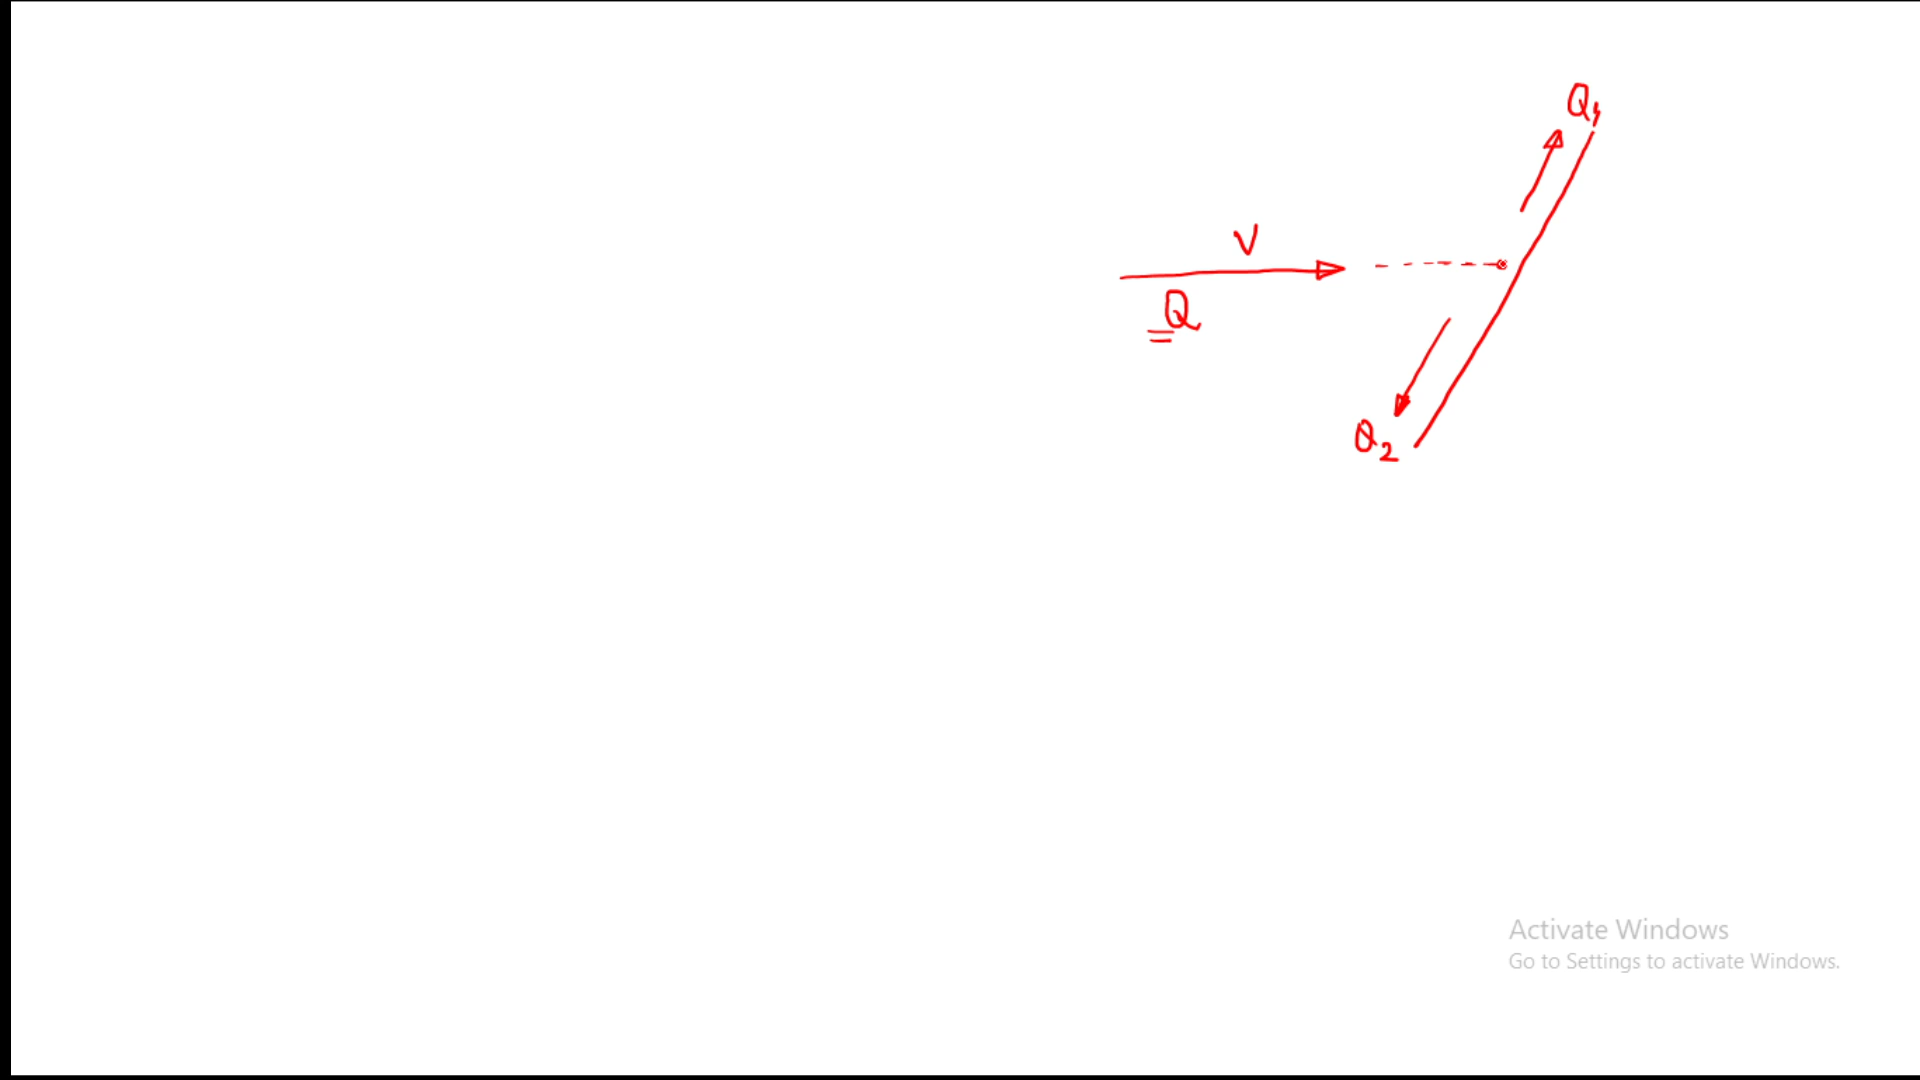 Q1
V
Q
Q2
Activate Windows
Go to Settings to activate Windows.